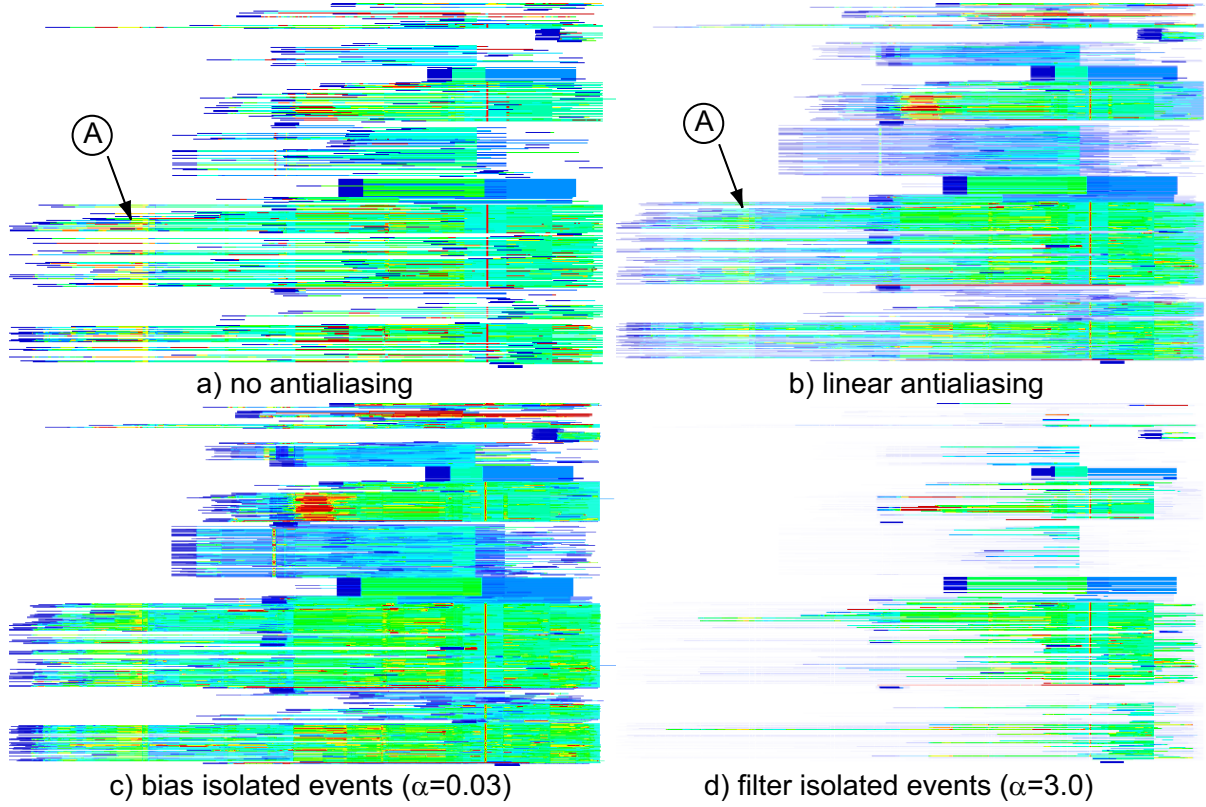 A
A
a) no antialiasing
b) linear antialiasing
c) bias isolated events (α=0.03)
d) filter isolated events (α=3.0)